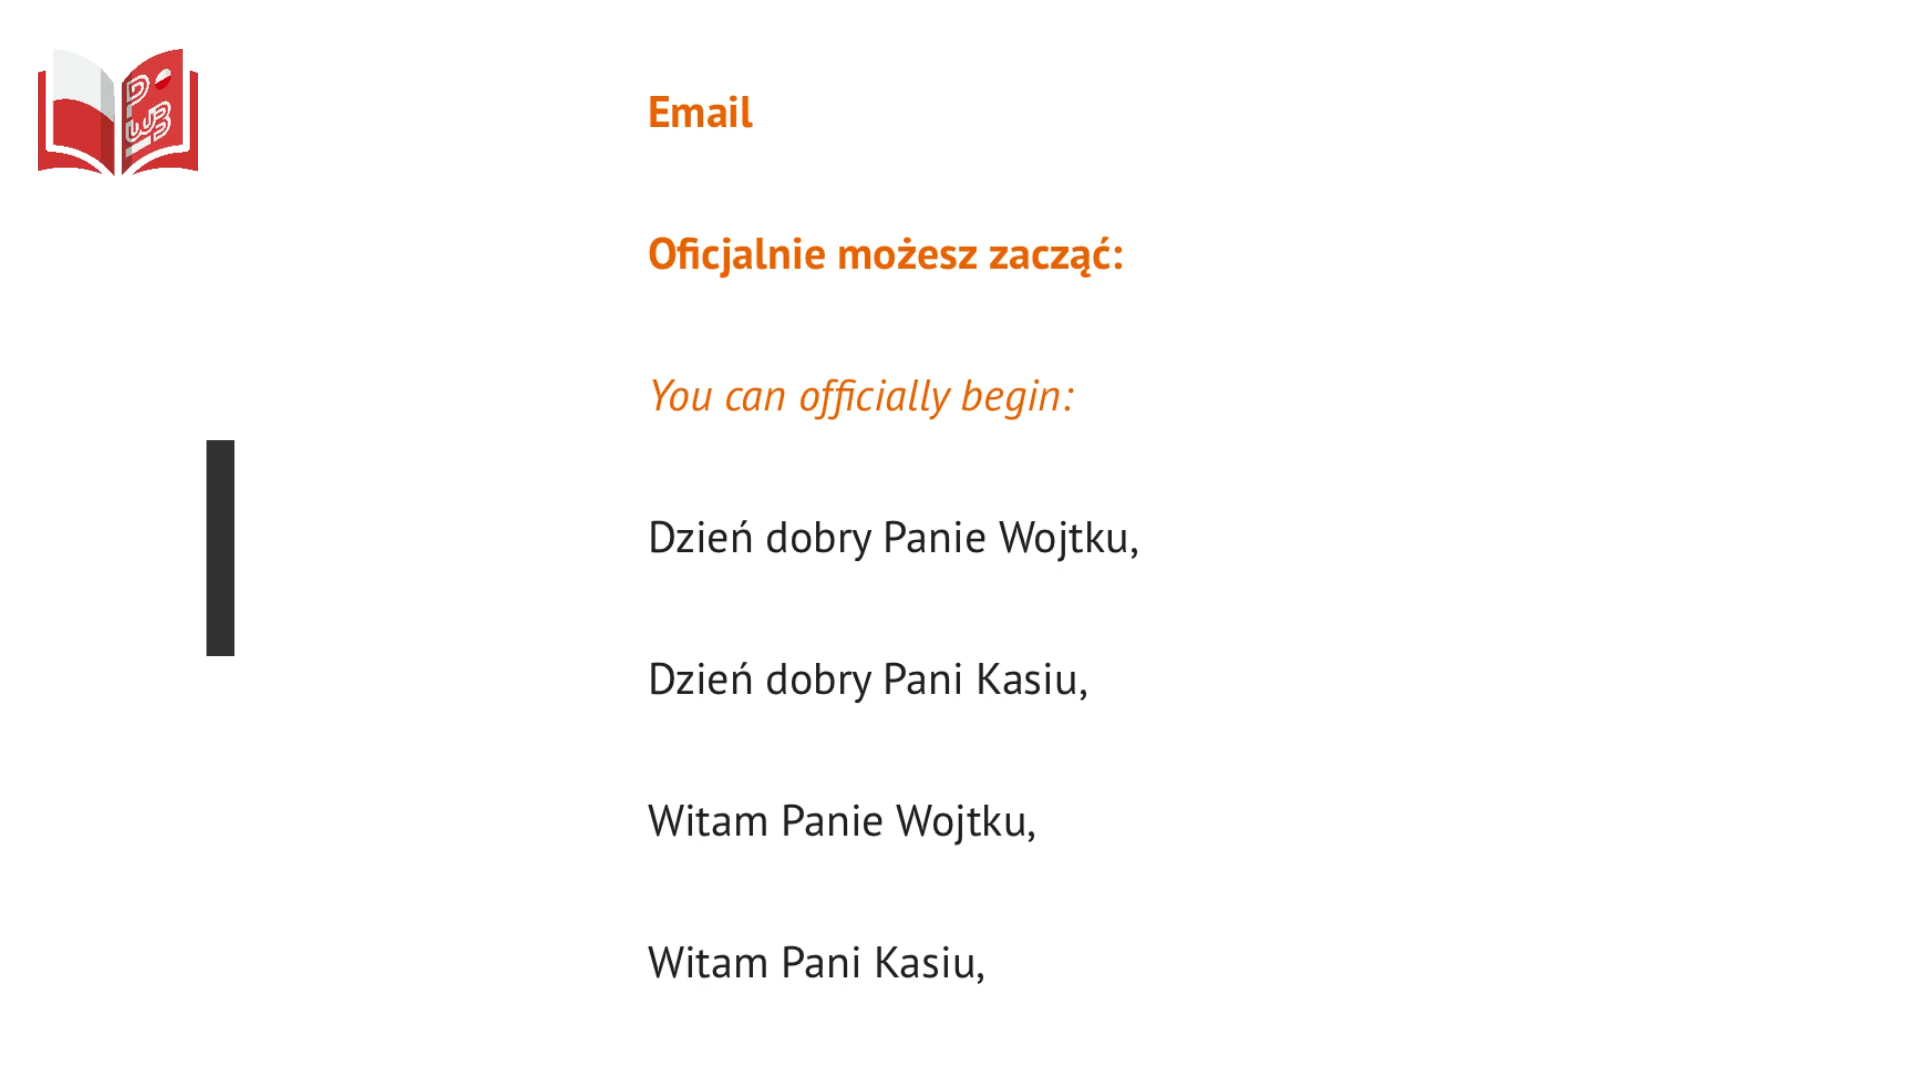 Email
Oficjalnie możesz zacząć:
You can officially begin:
Dzień dobry Panie Wojtku,
Dzień dobry Pani Kasiu,
Witam Panie Wojtku,
Witam Pani Kasiu,